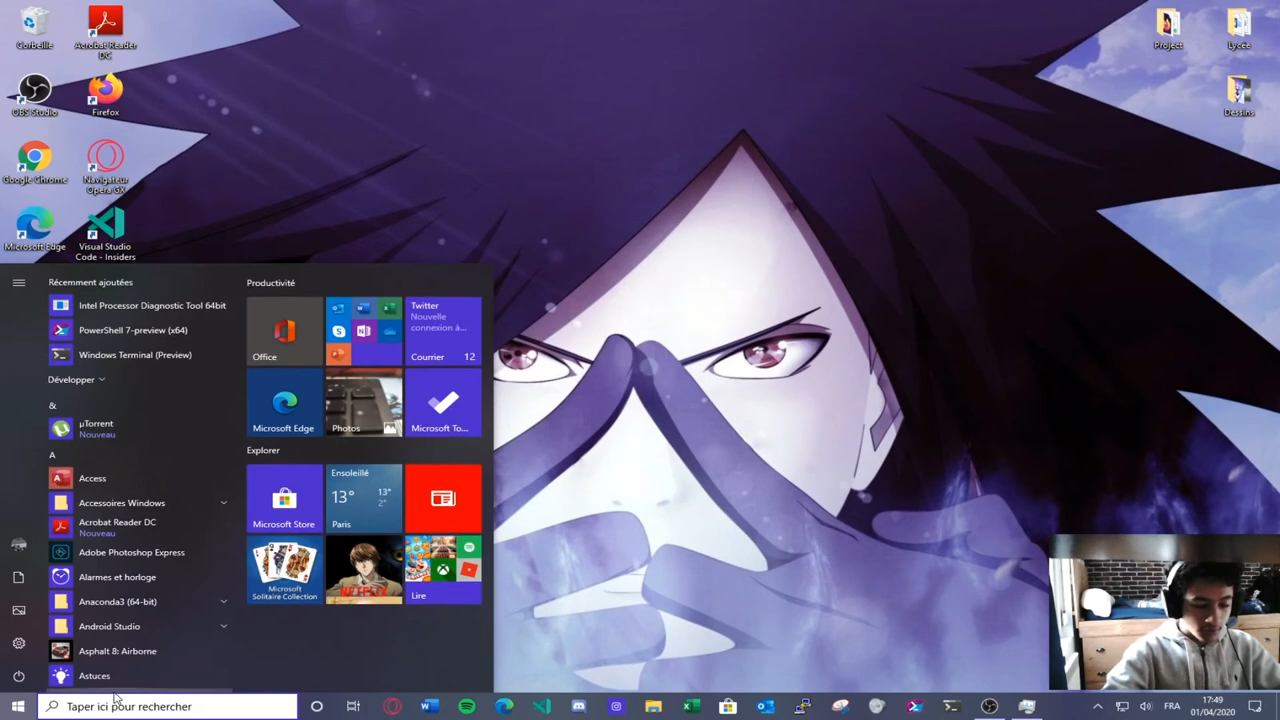 Corbeille
Acrobat Reader
DC
OBS Studio
Firefox
Google Chrome
Navigateur
Opera GX
Microsoft Edge
Visual Studio
Code - Insiders
Project
Lycee
Dessins
Récemment ajoutées
Intel Processor Diagnostic Tool 64bit
PowerShell 7-preview (x64)
Windows Terminal (Preview)
Développer
&
µTorrent
Nouveau
A
Access
Accessoires Windows
Acrobat Reader DC
Nouveau
Adobe Photoshop Express
Alarmes et horloge
Anaconda3 (64-bit)
Android Studio
Asphalt 8: Airborne
Astuces
Productivité
Office
Twitter
Nouvelle
connexion à...
Courrier 12
Microsoft Edge
Photos
Microsoft To...
Explorer
Microsoft Store
Ensoleillé
13° 13°
2°
Paris
Microsoft
Solitaire Collection
NETFLIX
Lire
Taper ici pour rechercher
FRA
17:49
01/04/2020